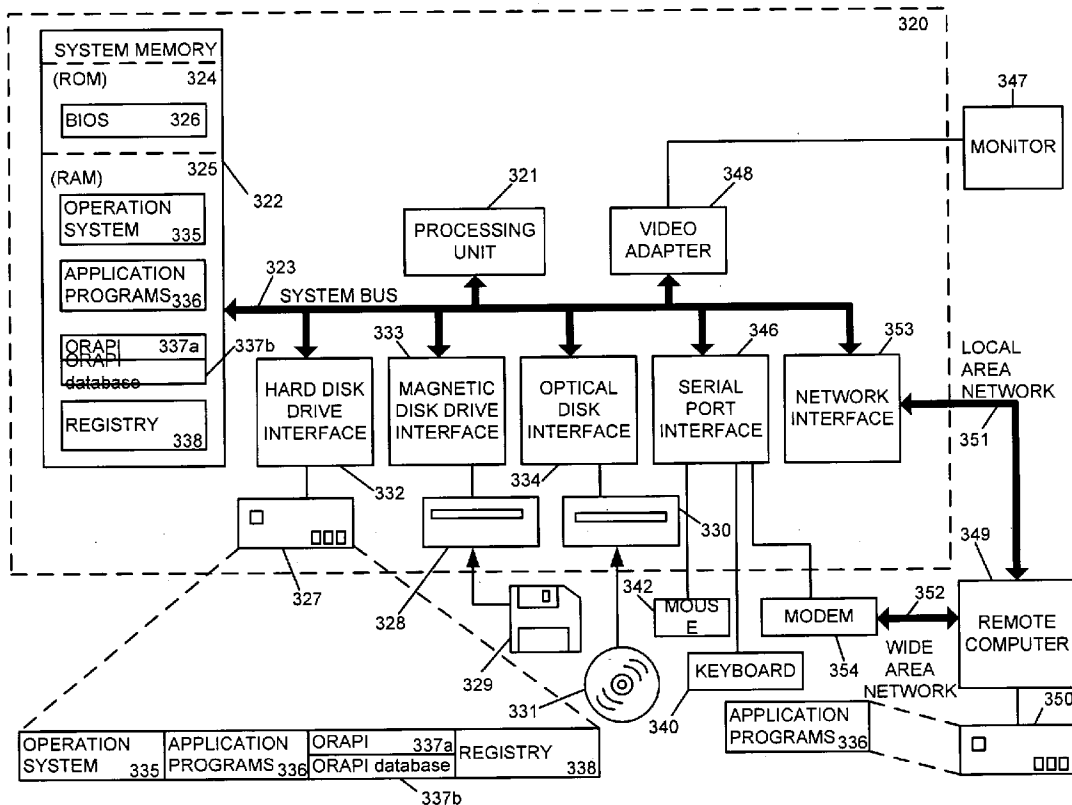 320
SYSTEM MEMORY
(ROM) 324
BIOS 326
325
(RAM)
322
OPERATION
SYSTEM 335
APPLICATION
PROGRAMS 336
ORAPI 337a
ORAPI
database
337b
REGISTRY
338
347
MONITOR
321
PROCESSING
UNIT
348
VIDEO
ADAPTER
323
SYSTEM BUS
HARD DISK
DRIVE
INTERFACE
332
333
MAGNETIC
DISK DRIVE
INTERFACE
OPTICAL
DISK
INTERFACE
334
346
SERIAL
PORT
INTERFACE
353
NETWORK
INTERFACE
LOCAL
AREA
NETWORK
351
327
328
330
329
331
342
MOUS
E
KEYBOARD
340
MODEM
354
352
WIDE
AREA
NETWORK
349
REMOTE
COMPUTER
350
APPLICATION
PROGRAMS 336
OPERATION
SYSTEM 335
APPLICATION
PROGRAMS 336
ORAPI 337a
ORAPI database
337b
REGISTRY
338